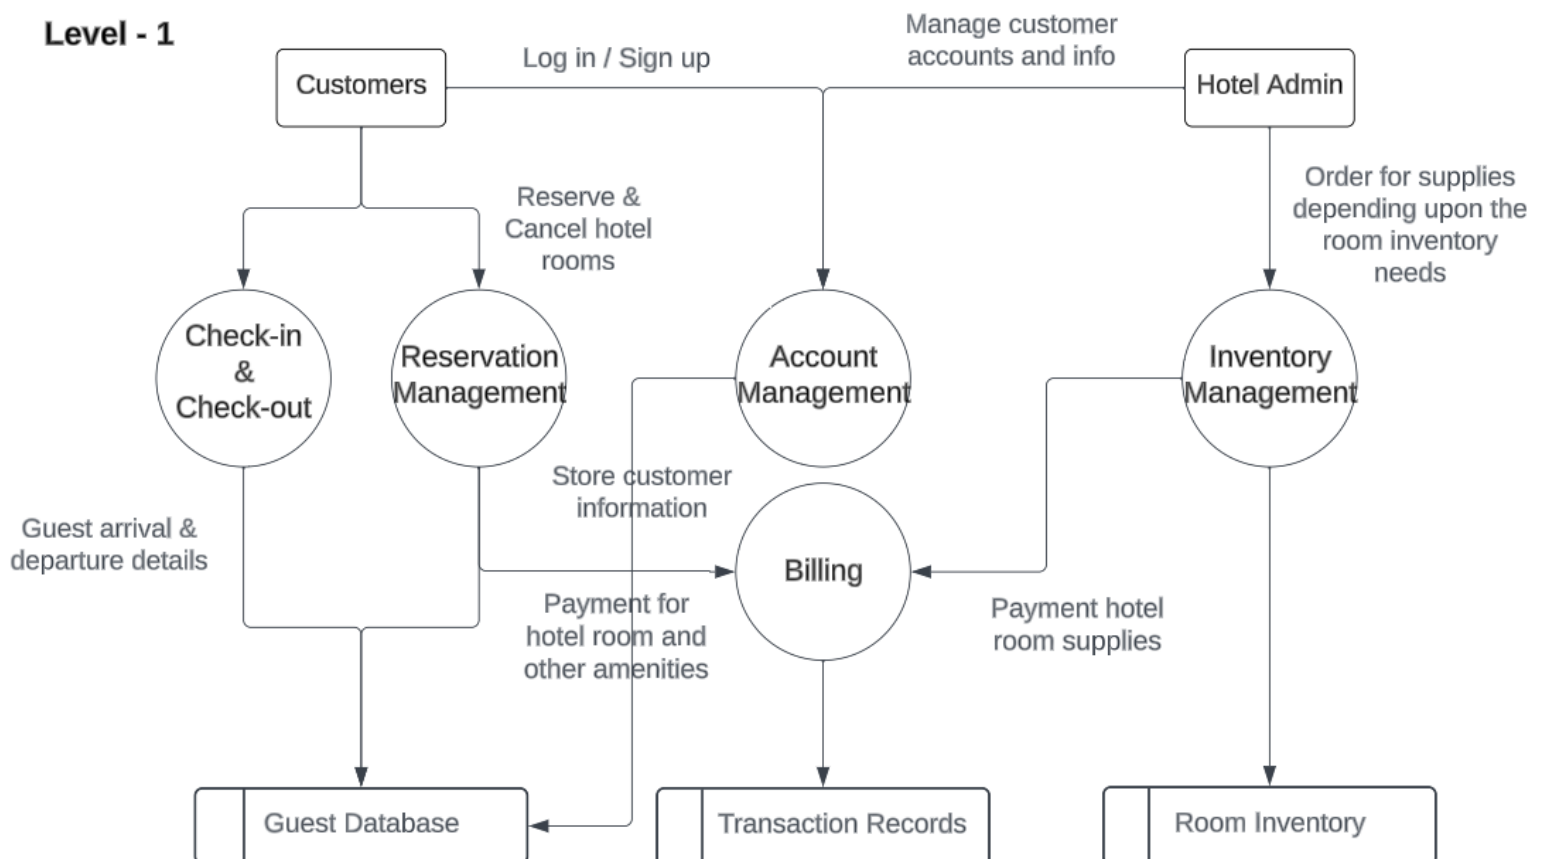 Level - 1
Manage customer
accounts and info
Log in / Sign up
Customers
Hotel Admin
Reserve &
Cancel hotel
rooms
Order for supplies
depending upon the
room inventory
needs
Check-in
&
Check-out
Reservation
Management
Account
Management
Inventory
Management
Store customer
information
Guest arrival &
departure details
Billing
Payment for
hotel room and
other amenities
Payment hotel
room supplies
Guest Database
Transaction Records
Room Inventory